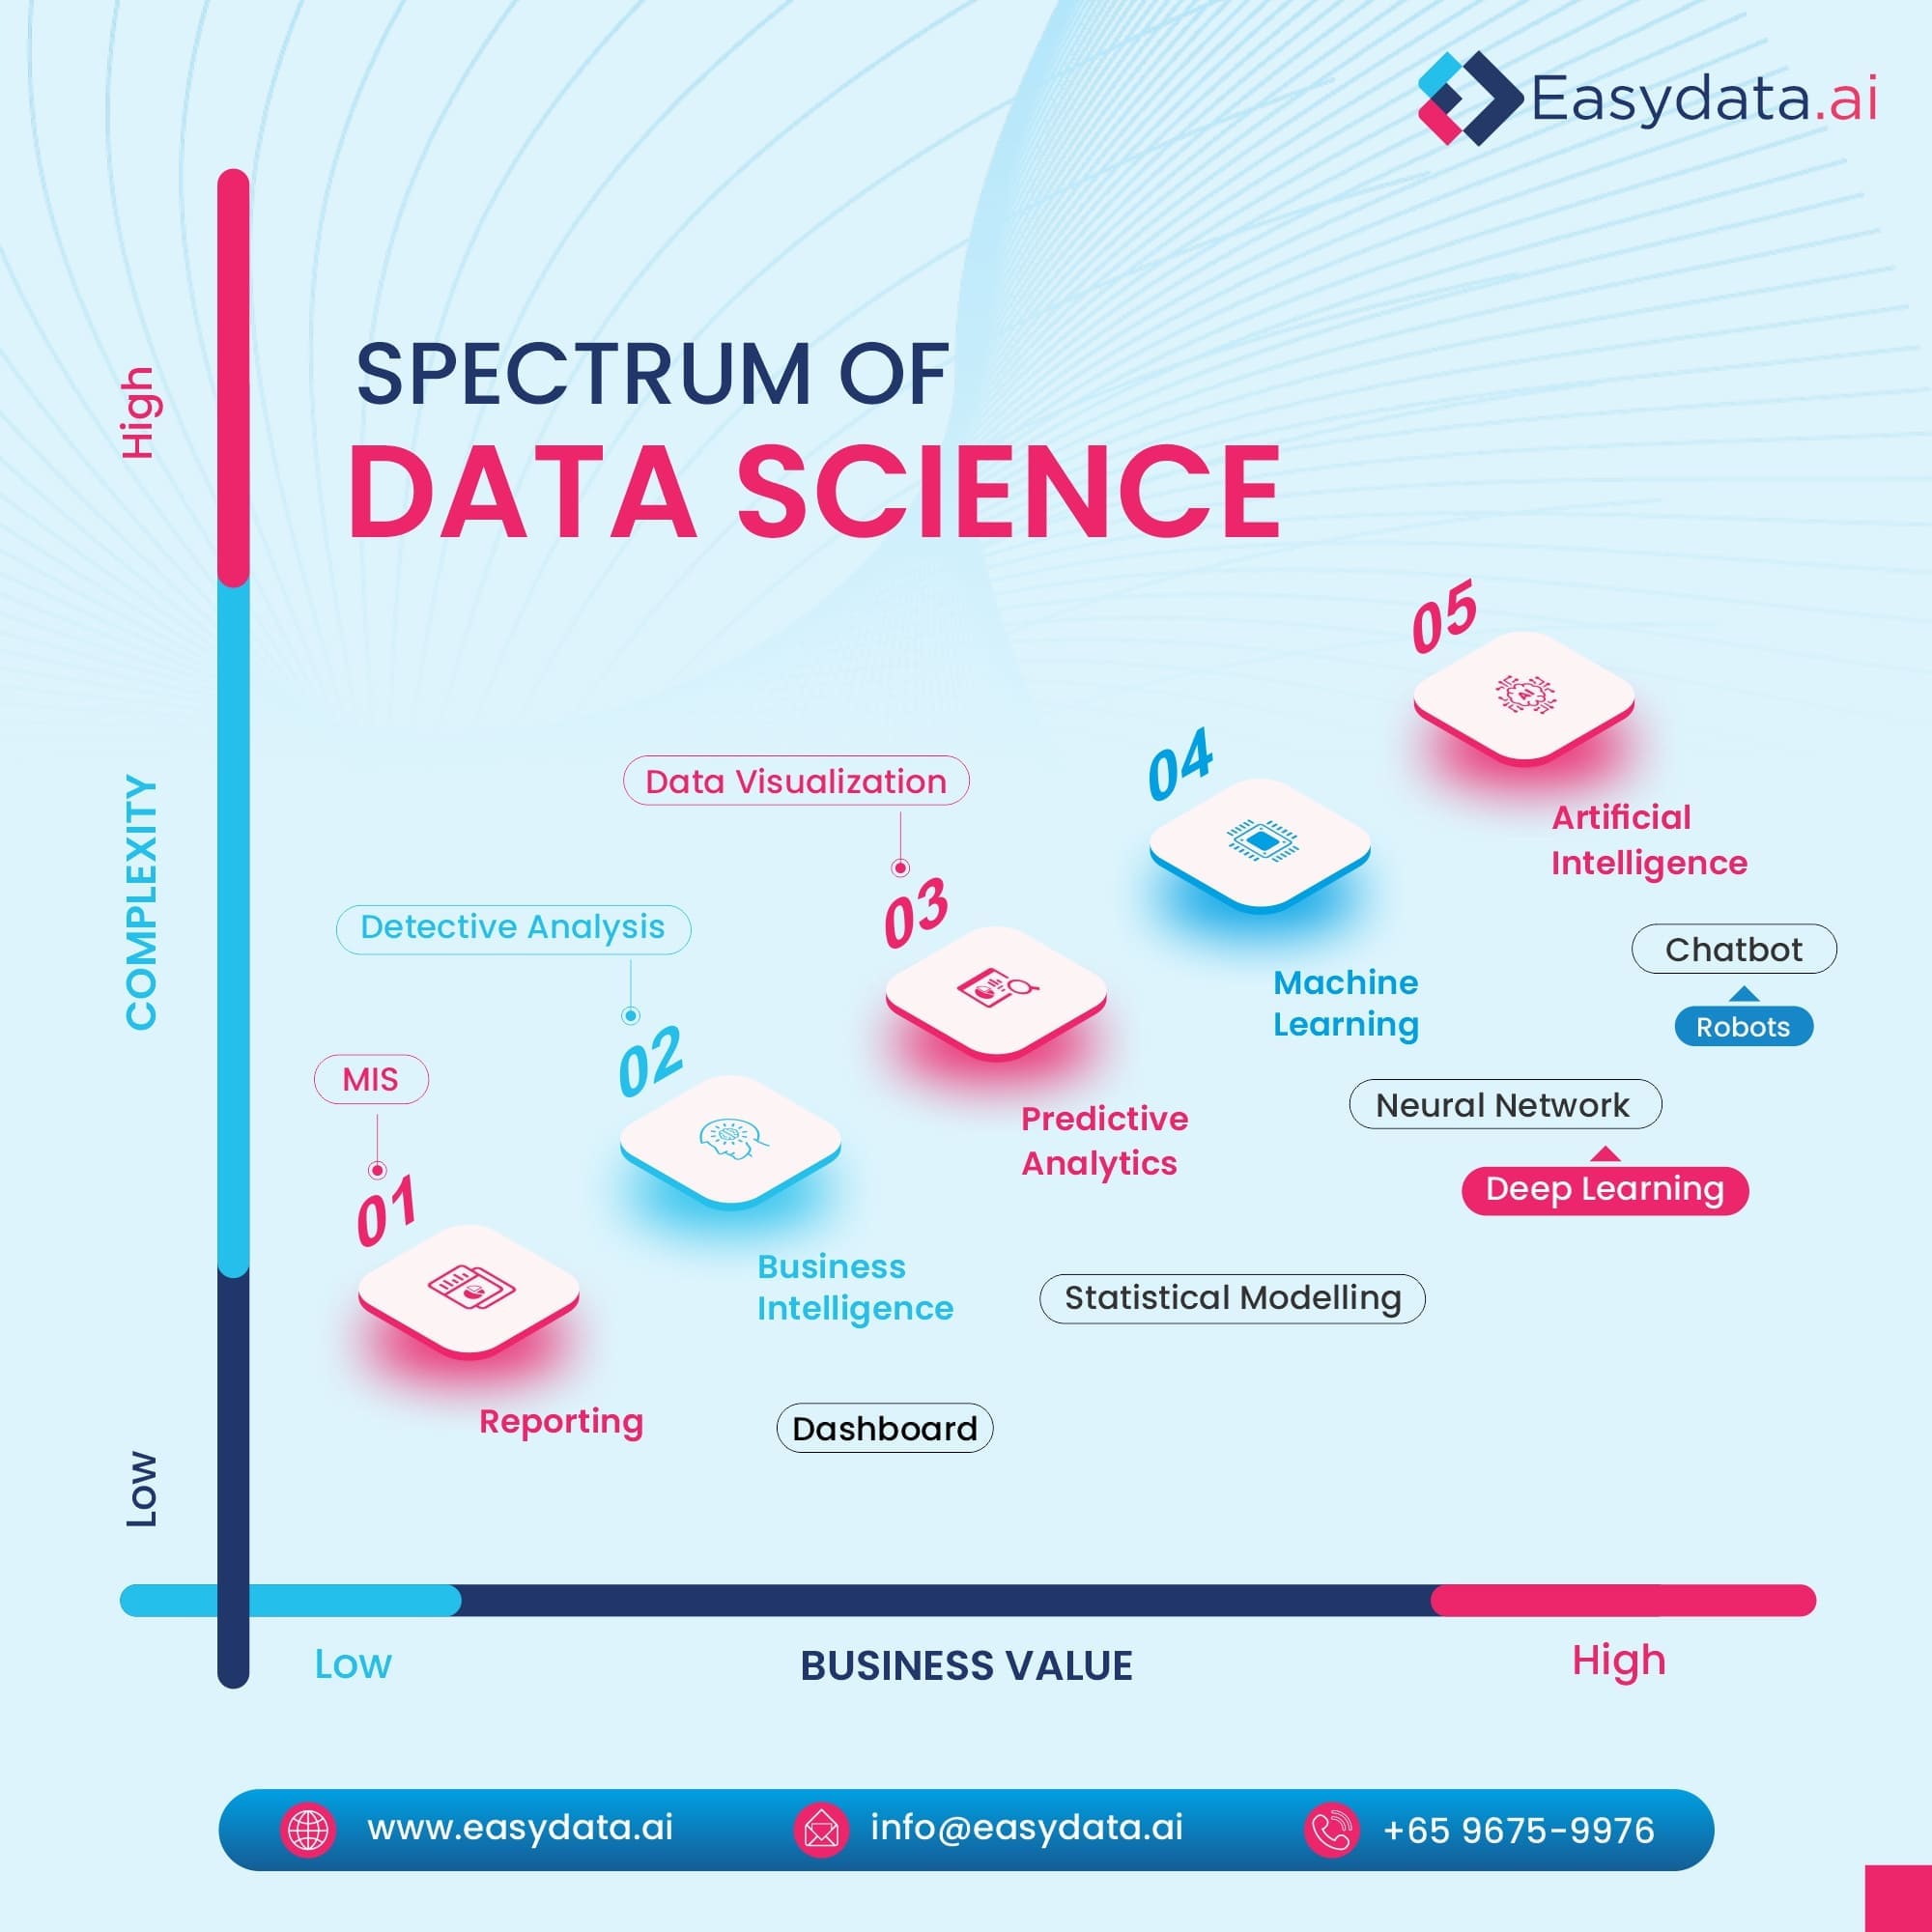 Easydata.ai
SPECTRUM OF
DATA SCIENCE
High
COMPLEXITY
Low
05
AI
Artificial
Intelligence
04
Machine
Learning
Data Visualization
03
Predictive
Analytics
Detective Analysis
02
Business
Intelligence
MIS
01
Reporting
Chatbot
Robots
Neural Network
Deep Learning
Statistical Modelling
Dashboard
Low
BUSINESS VALUE
High
www.easydata.ai
info@easydata.ai
+65 9675-9976